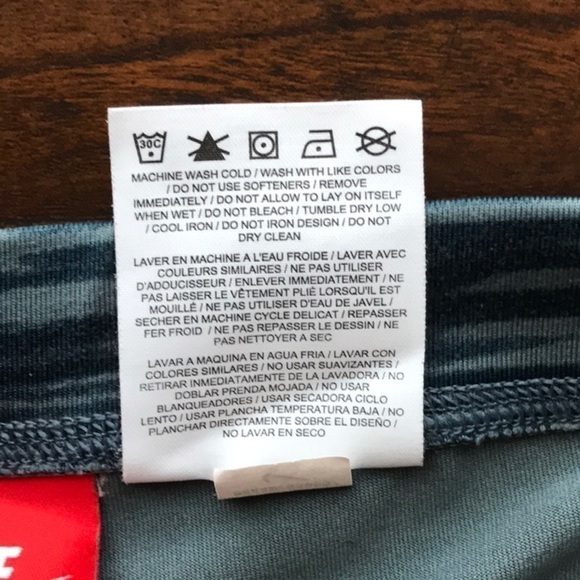 30C
MACHINE WASH COLD / WASH WITH LIKE COLORS
/ DO NOT USE SOFTENERS / REMOVE
IMMEDIATELY / DO NOT ALLOW TO LAY ON ITSELF
WHEN WET / DO NOT BLEACH / TUMBLE DRY LOW
/ COOL IRON / DO NOT IRON DESIGN / DO NOT
DRY CLEAN
LAVER EN MACHINE A L'EAU FROIDE / LAVER AVEC
COULEURS SIMILAIRES / NE PAS UTILISER
D'ADOUCISSEUR / ENLEVER IMMEDIATEMENT / NE
PAS LAISSER LE VÊTEMENT PLIÉ LORSQU'IL EST
MOUILLÉ / NE PAS UTILISER D'EAU DE JAVEL /
SECHER EN MACHINE CYCLE DELICAT / REPASSER
FER FROID / NE PAS REPASSER LE DESSIN / NE
PAS NETTOYER A SEC
LAVAR A MAQUINA EN AGUA FRIA / LAVAR CON
COLORES SIMILARES / NO USAR SUAVIZANTES /
RETIRAR INMEDIATAMENTE DE LA LAVADORA / NO
DOBLAR PRENDA MOJADA / NO USAR
BLANQUEADORES / USAR SECADORA CICLO
LENTO / USAR PLANCHA TEMPERATURA BAJA / NO
PLANCHAR DIRECTAMENTE SOBRE EL DISEÑO /
NO LAVAR EN SECO